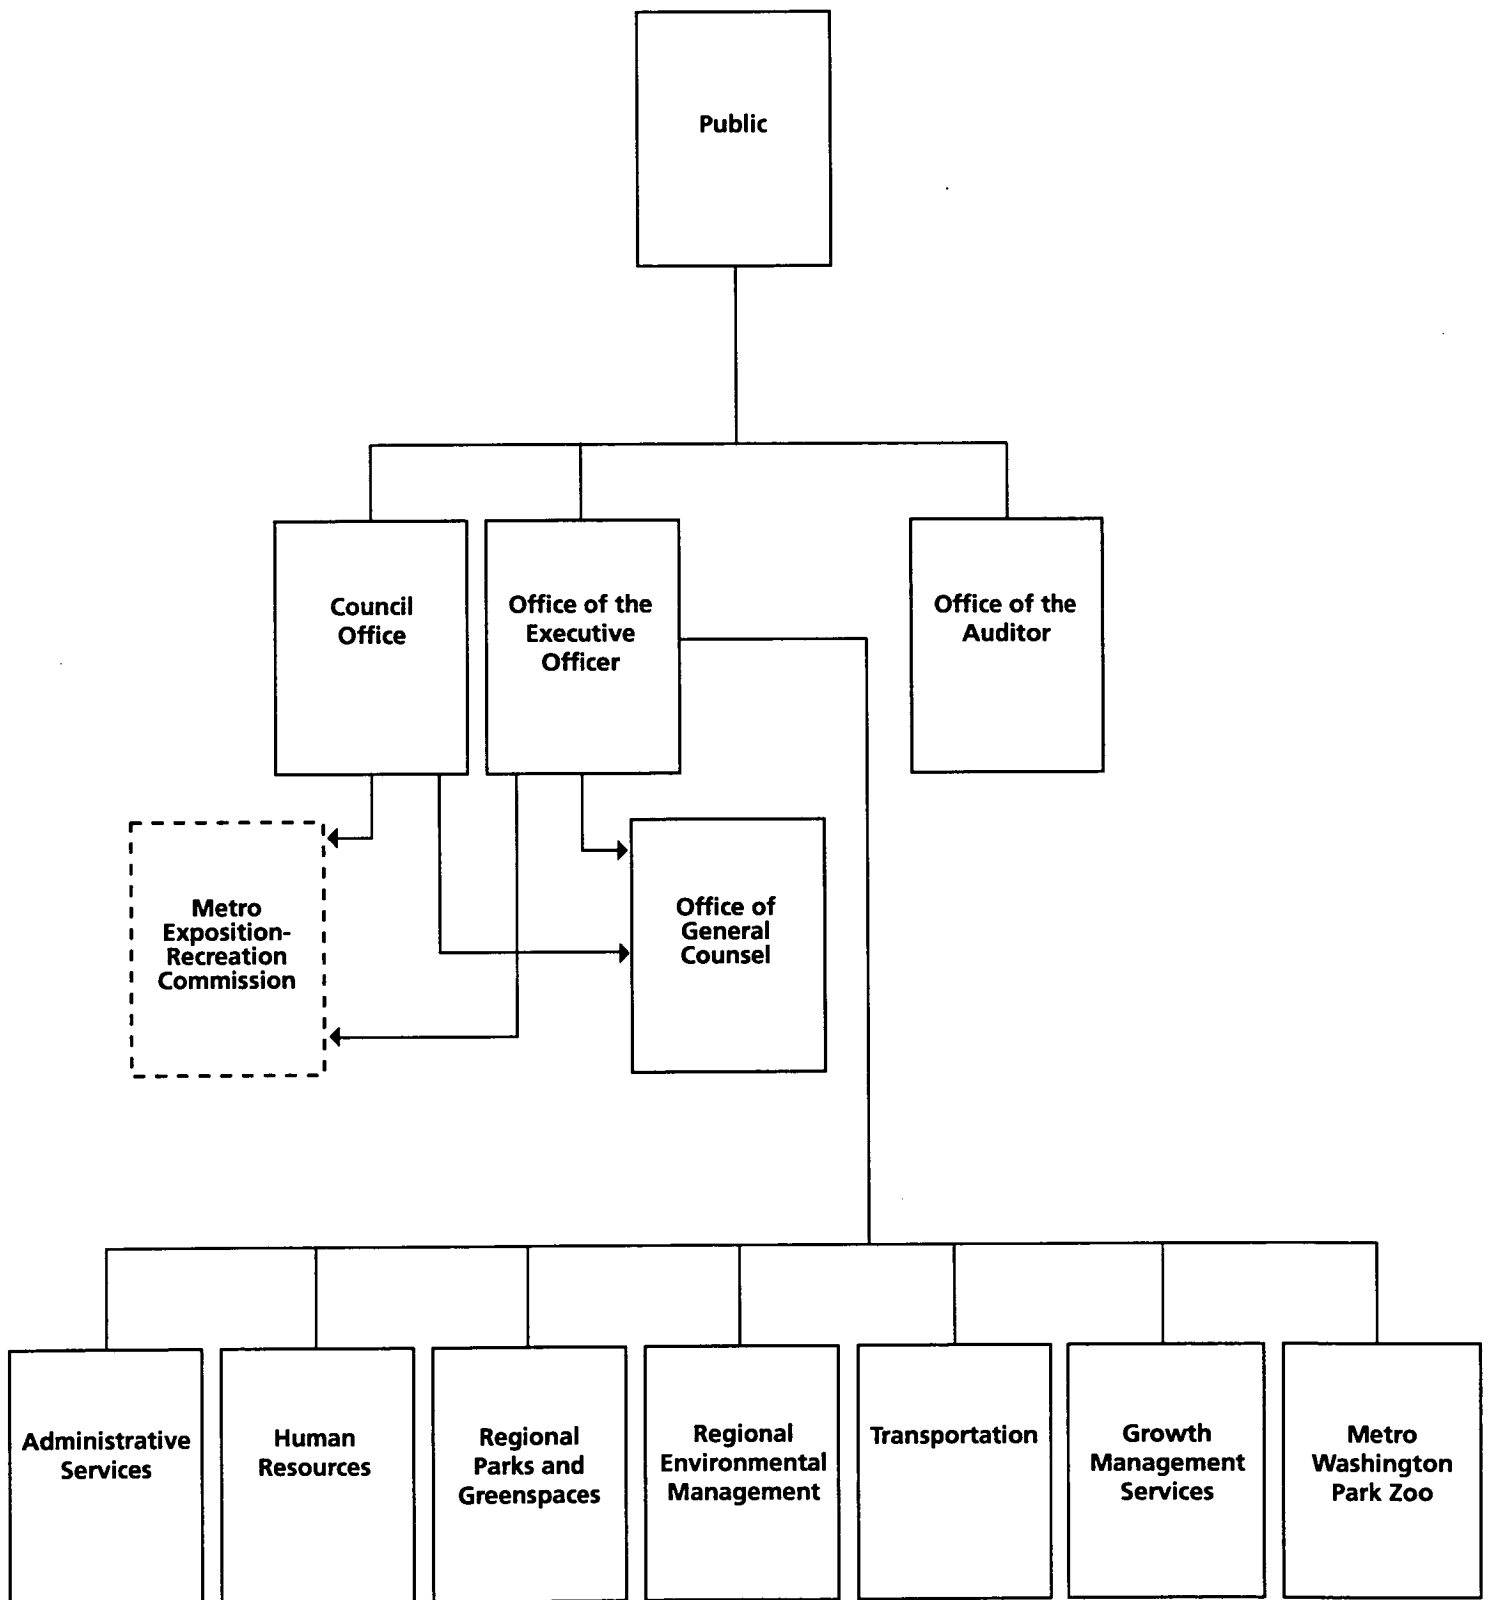 Public
Council
Office
Office of the
Executive
Officer
Office of the
Auditor
Metro
Exposition-
Recreation
Commission
Office of
General
Counsel
Administrative
Services
Human
Resources
Regional
Parks and
Greenspaces
Regional
Environmental
Management
Transportation
Growth
Management
Services
Metro
Washington
Park Zoo